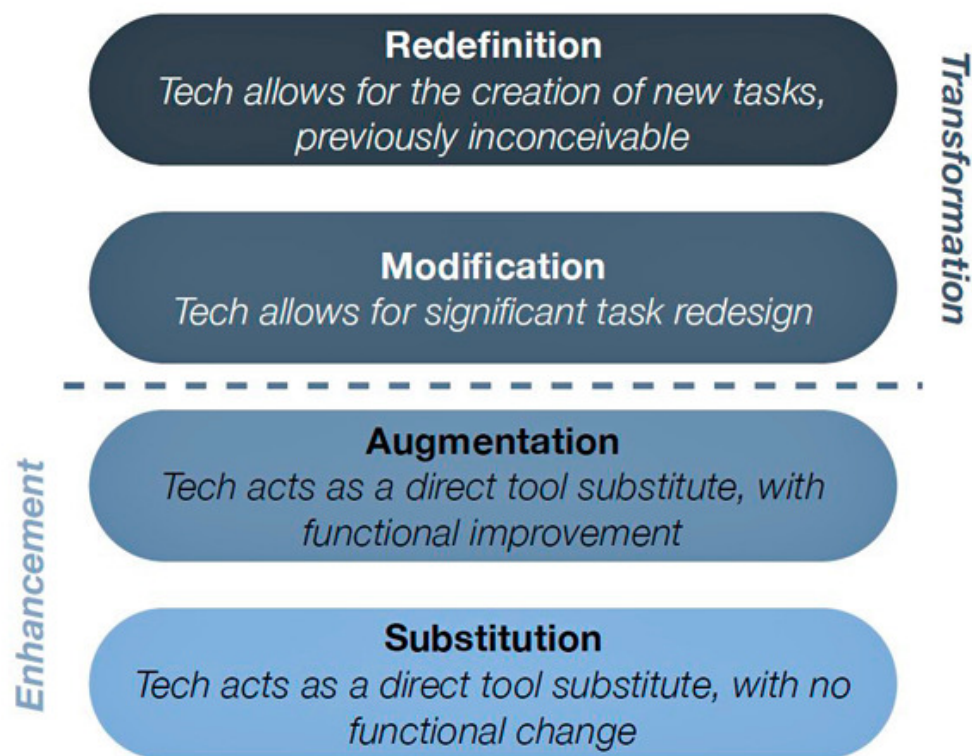 Redefinition
Tech allows for the creation of new tasks,
previously inconceivable
Transformation
Modification
Tech allows for significant task redesign
Augmentation
Tech acts as a direct tool substitute, with
functional improvement
Enhancement
Substitution
Tech acts as a direct tool substitute, with no
functional change